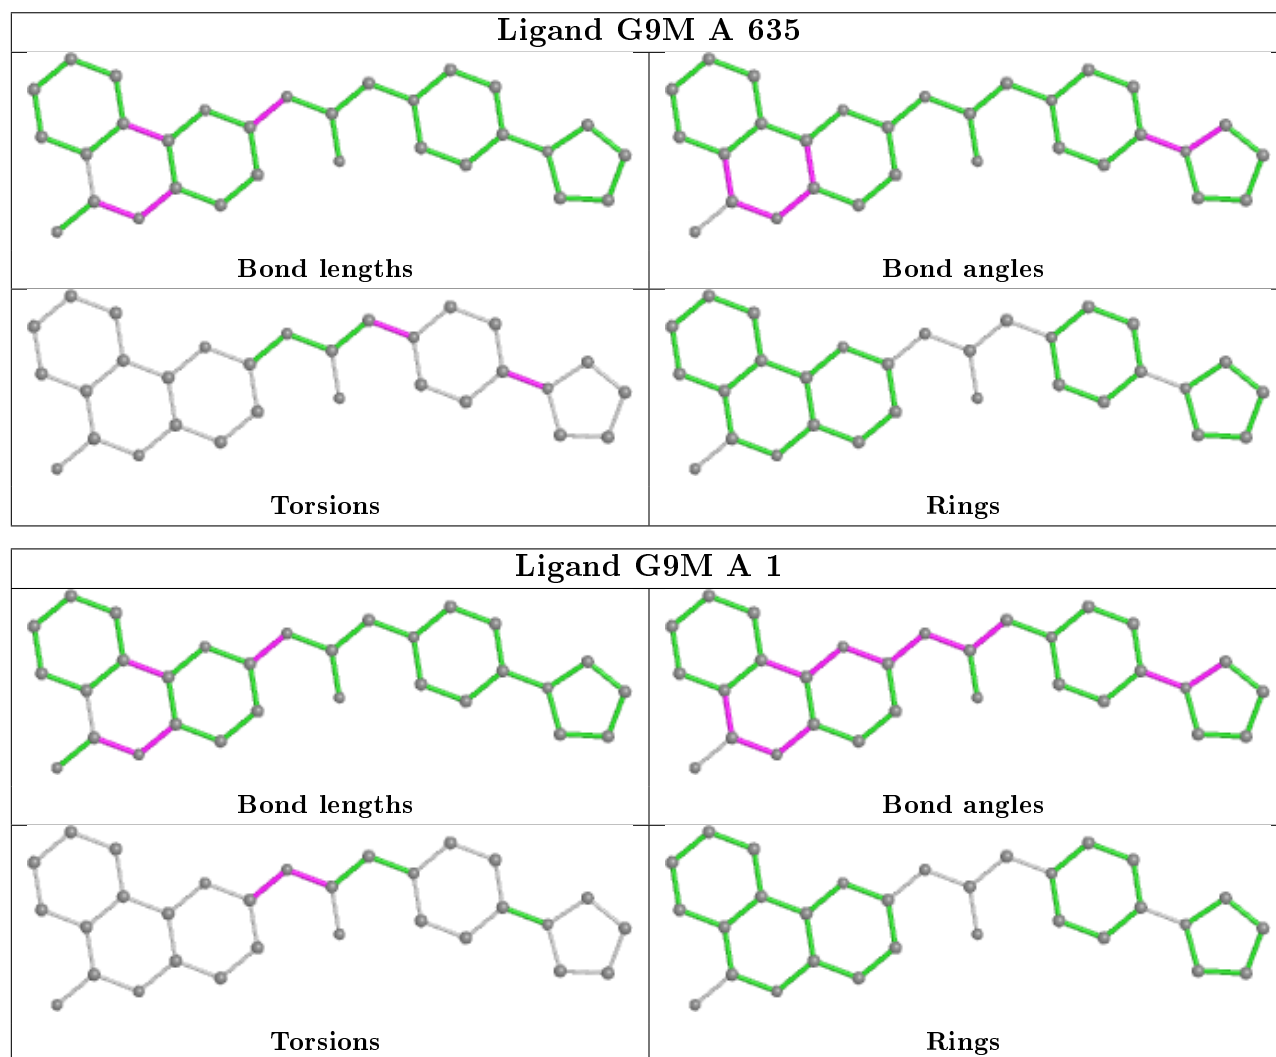 Ligand G9M A 635
Bond lengths
Bond angles
Torsions
Rings
Ligand G9M A 1
Bond lengths
Bond angles
Torsions
Rings